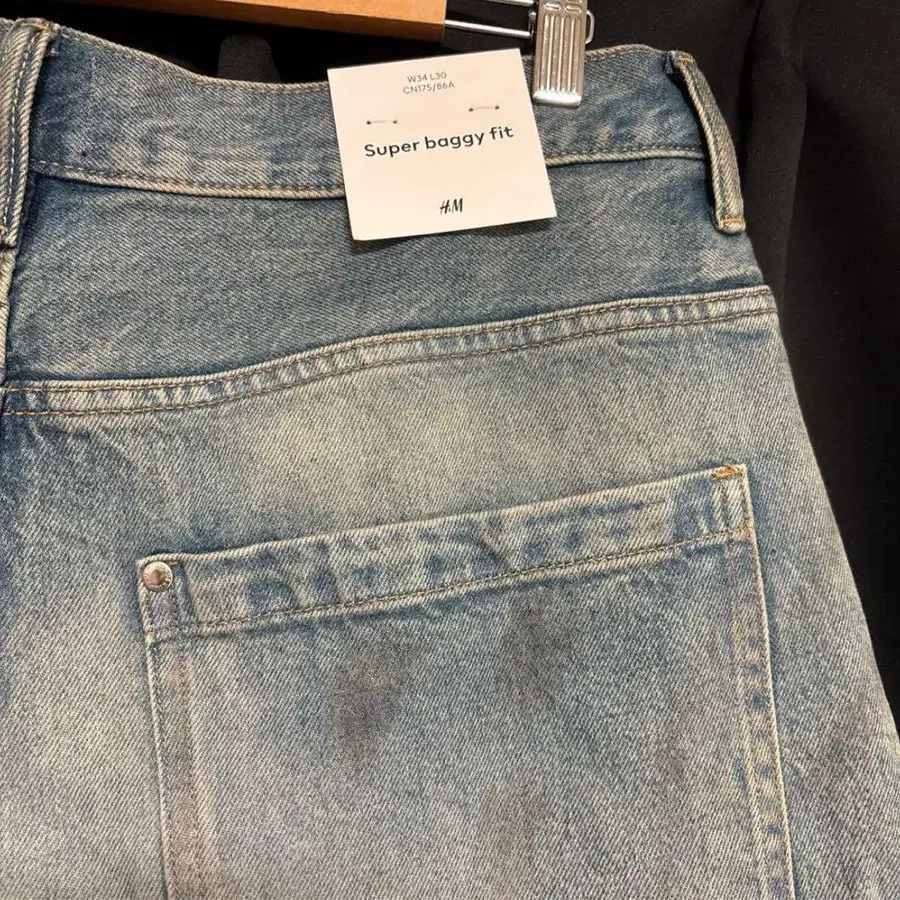 W34 L30
CN175/86A
Super baggy fit
H&M